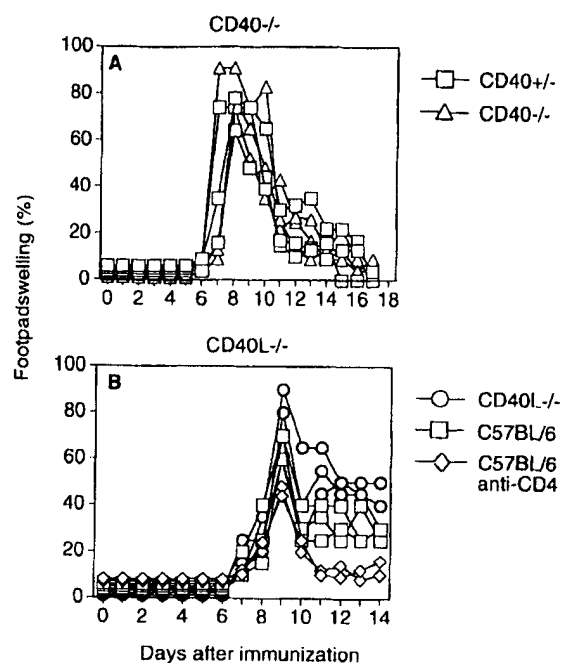 CD40-/-
A
100
80
60
40
20
0
0 2 4 6 8 10 12 14 16 18
CD40+/-
CD40-/-
Footpadswelling (%)
CD40L-/-
B
100
80
60
40
20
0
0 2 4 6 8 10 12 14
CD40L-/-
C57BL/6
C57BL/6
anti-CD4
Days after immunization